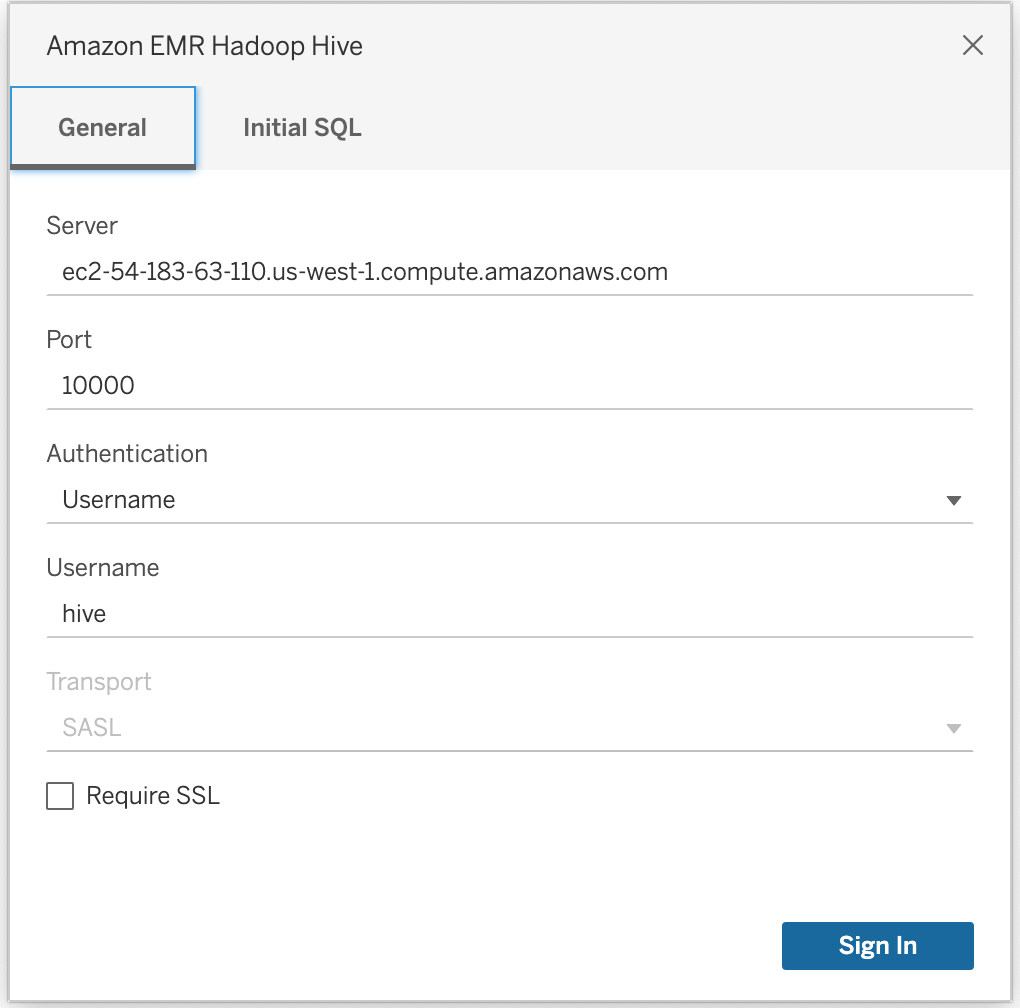 Amazon EMR Hadoop Hive
General Initial SQL
Server
ec2-54-183-63-110.us-west-1.compute.amazonaws.com
Port
10000
Authentication
Username
Username
hive
Transport
SASL
Require SSL
Sign In